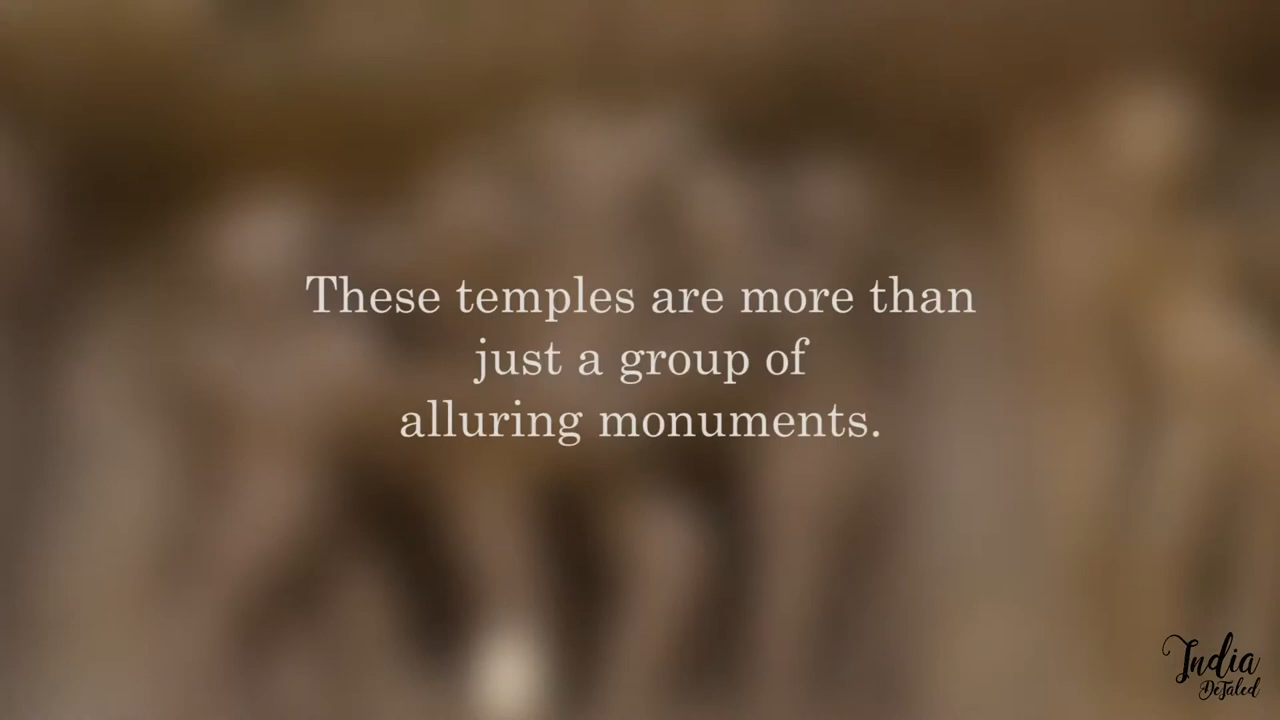 These temples are more than
just a group of
alluring monuments.
India
DeTaled